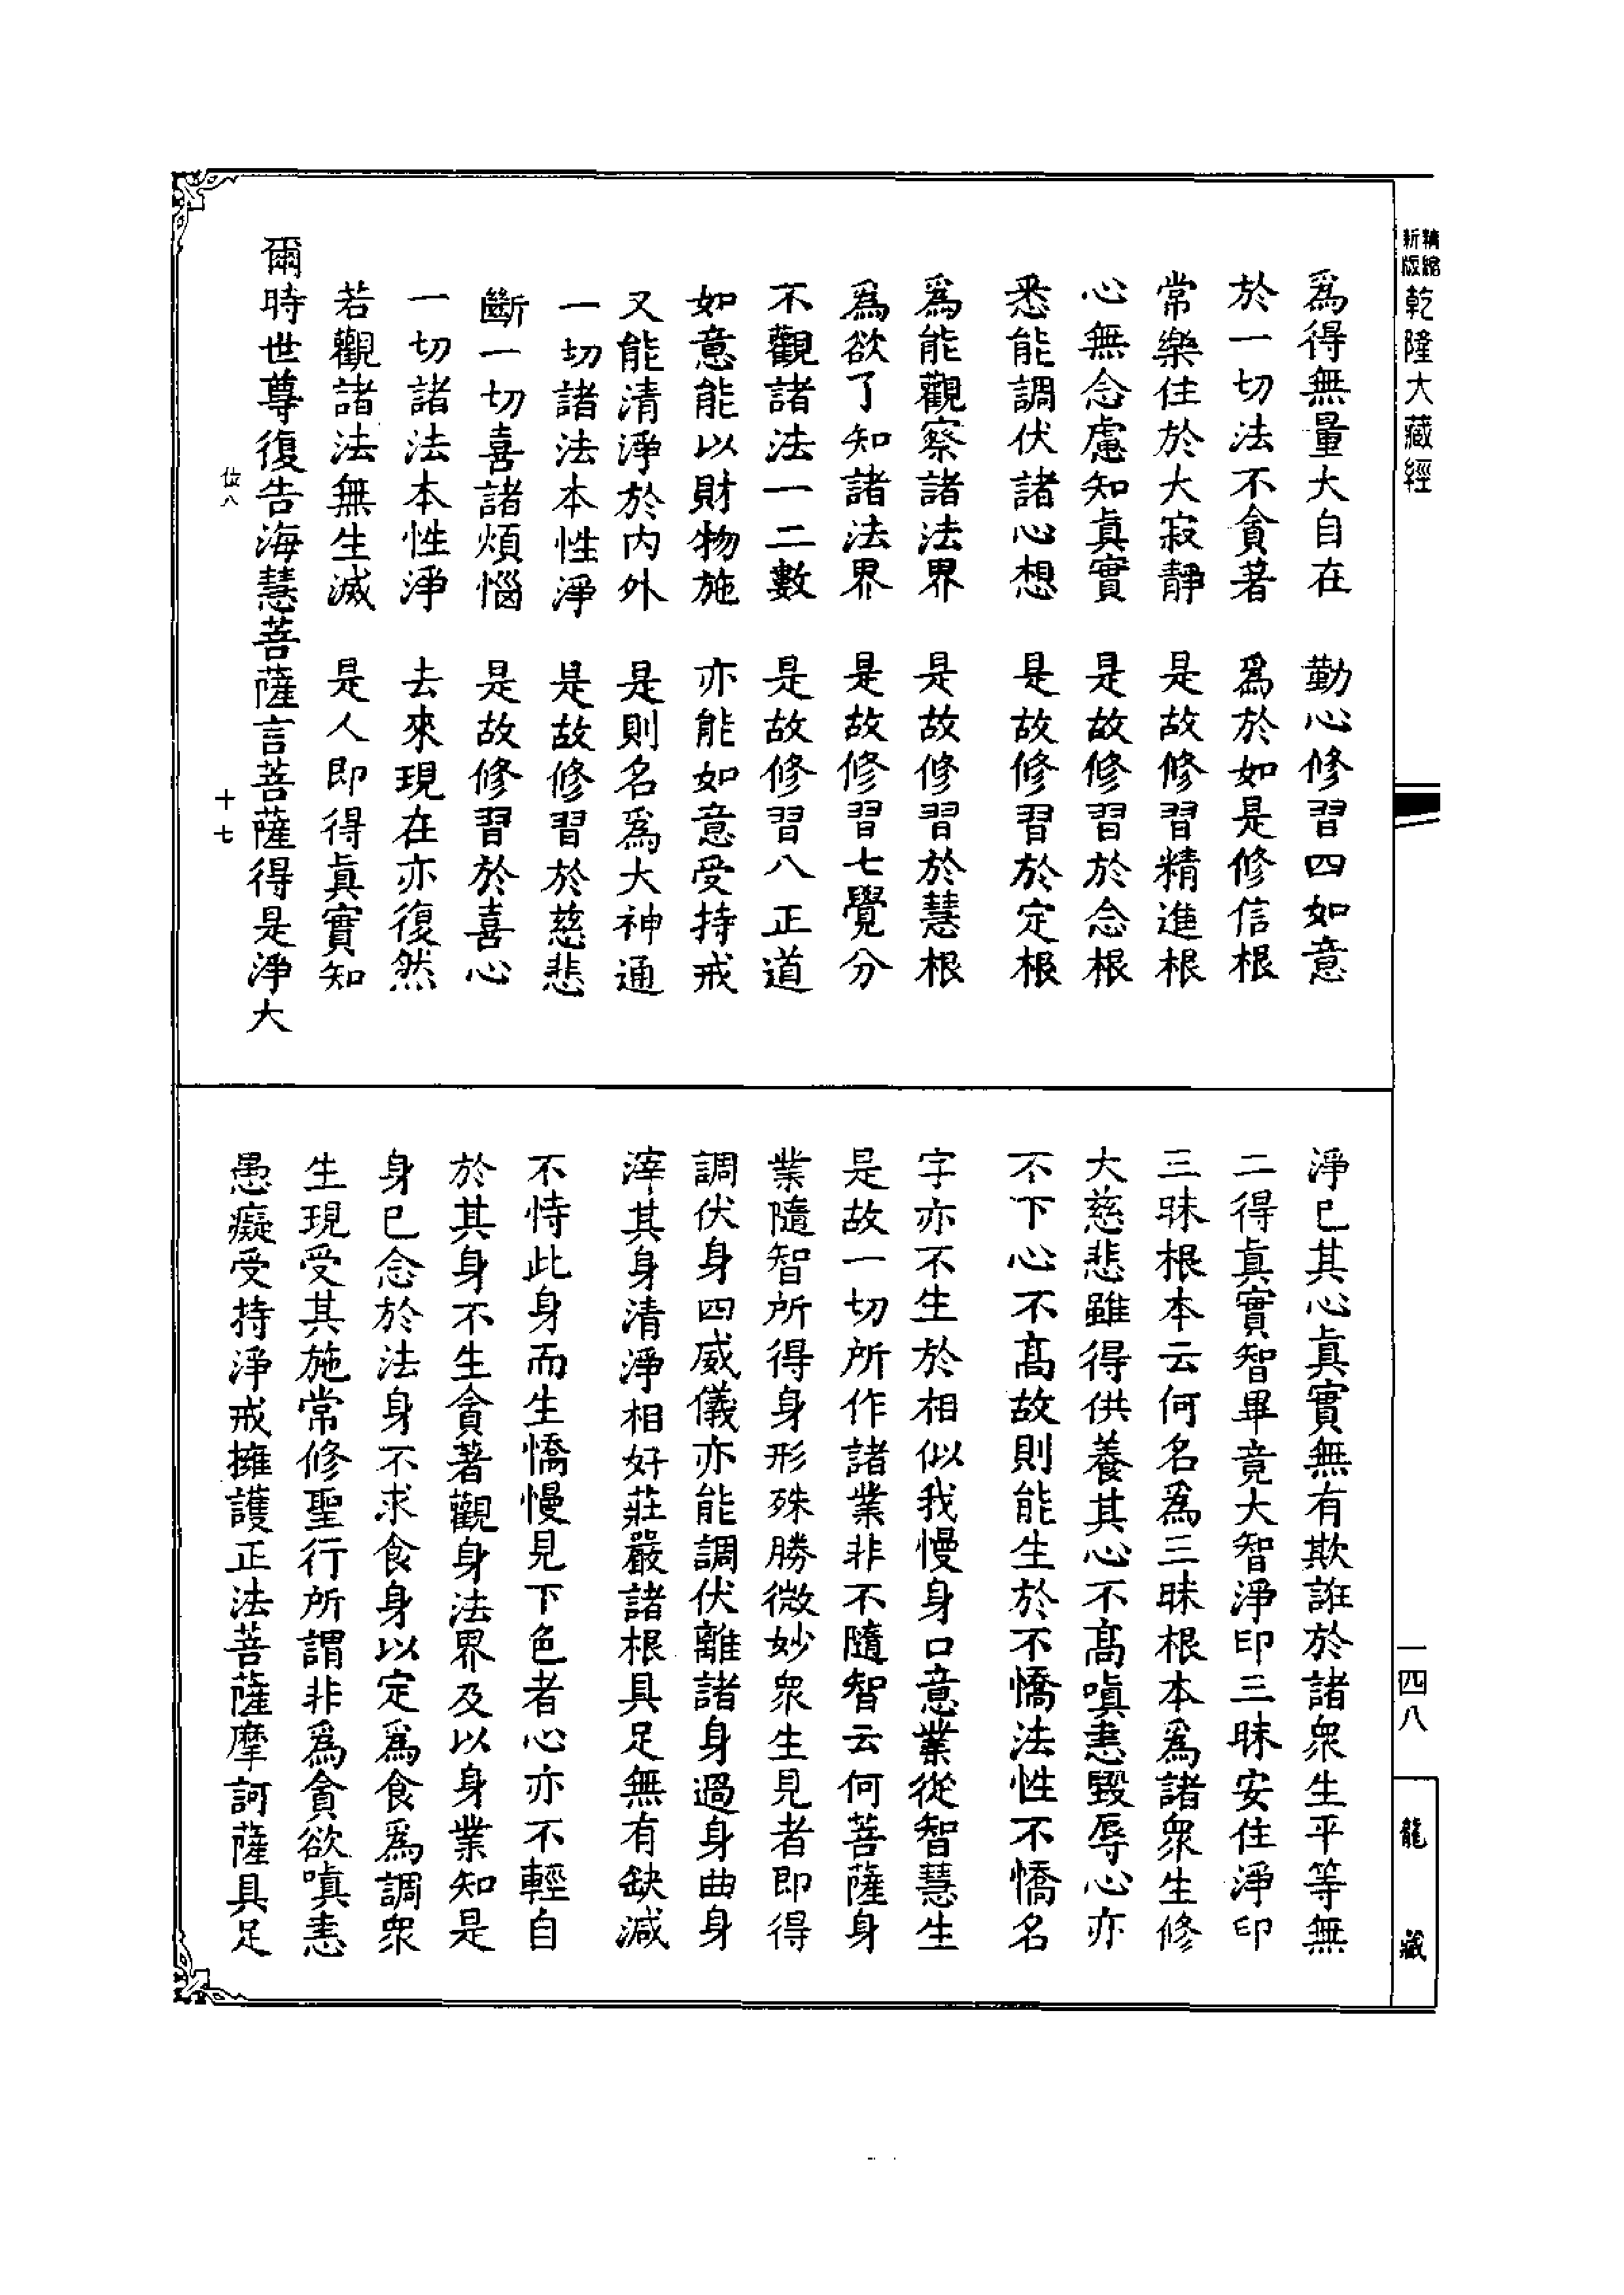 精縮新版乾隆大藏經
爲得無量大自在　勤心修習四如意
於一切法不貪著　爲於如是修信根
常樂住於大寂靜　是故修習精進根
心無念慮知眞實　是故修習於念根
悉能調伏諸心想　是故修習於定根
爲能觀察諸法界　是故修習於慧根
爲欲了知諸法界　是故修習七覺分
不觀諸法一二數　是故修習八正道
如意能以財物施　亦能如意受持戒
又能清淨於内外　是則名爲大神通
一切諸法本性淨　是故修習於慈悲
斷一切喜諸煩惱　是故修習於喜心
一切諸法本性淨　去來現在亦復然
若觀諸法無生滅　是人即得眞實知
爾時世尊復告海慧菩薩言菩薩得是淨大
八　十七
淨已其心眞實無有欺誑於諸衆生平等無
二得眞實智畢竟大智淨印三昧安住淨印
三昧根本云何名爲三昧根本爲諸衆生修
大慈悲雖得供養其心不高嗔恚毀辱心亦
不下心不高故則能生於不憍法性不憍名
字亦不生於相似我慢身口意業從智慧生
是故一切所作諸業非不隨智云何菩薩身
業隨智所得身形殊勝微妙衆生見者即得
調伏身四威儀亦能調伏離諸身過身曲身
滓其身清淨相好莊嚴諸根具足無有缺減
不恃此身而生憍慢見下色者心亦不輕自
於其身不生貪著觀身法界及以身業知是
身已念於法身不求食身以定爲食爲調衆
生現受其施常修聖行所謂非爲貪欲嗔恚
愚癡受持淨戒擁護正法菩薩摩訶薩具足
一四八
龍藏